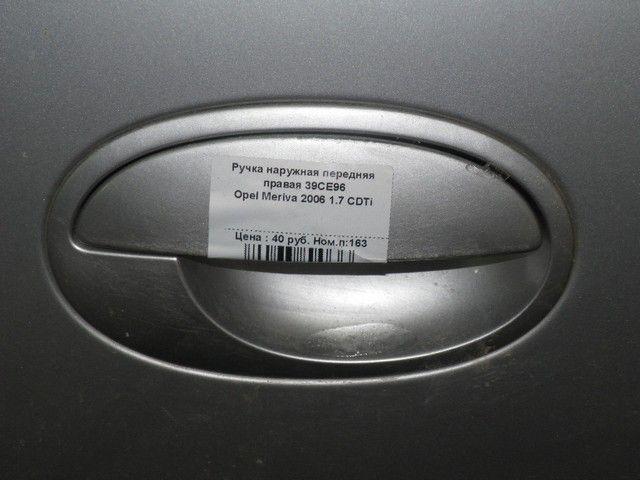 Ручка наружная передняя
правая 39CE96
Opel Meriva 2006 1.7 CDTi
Цена : 40 руб. Ном.п:163